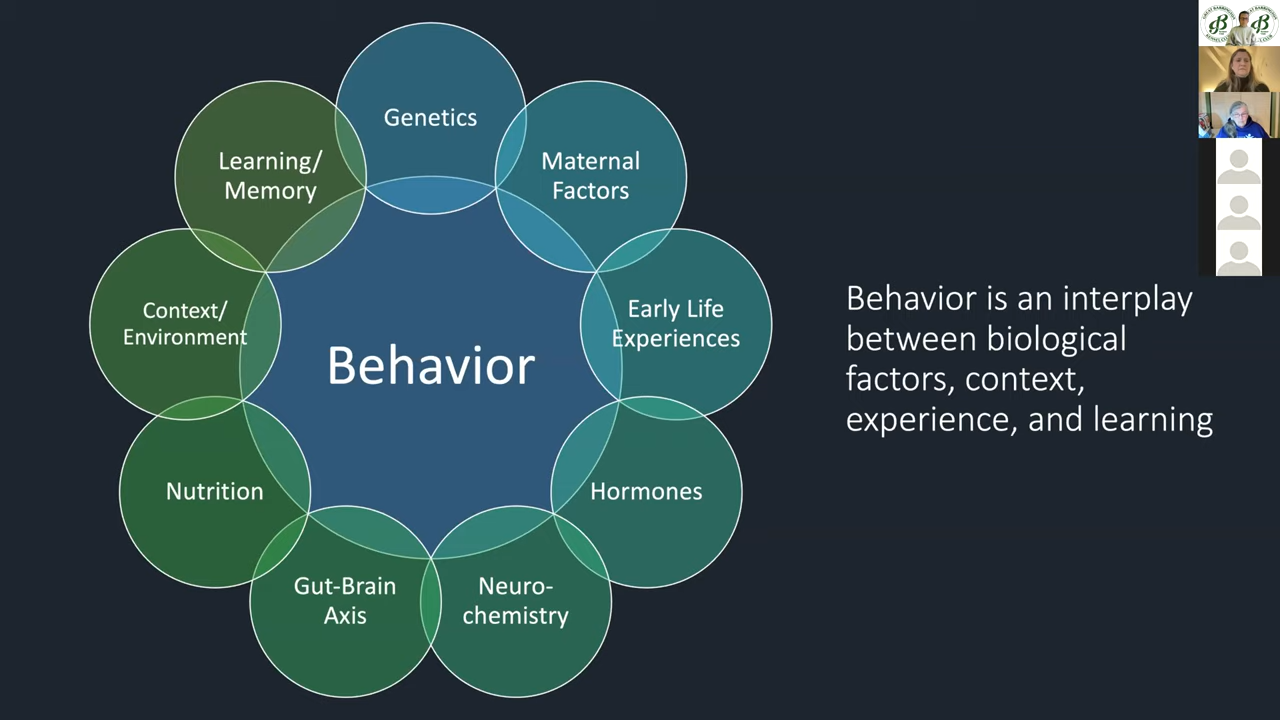 Genetics
Maternal
Factors
Early Life
Experiences
Hormones
Neuro-
chemistry
Gut-Brain
Axis
Nutrition
Context/
Environment
Learning/
Memory
Behavior
Behavior is an interplay
between biological
factors, context,
experience, and learning